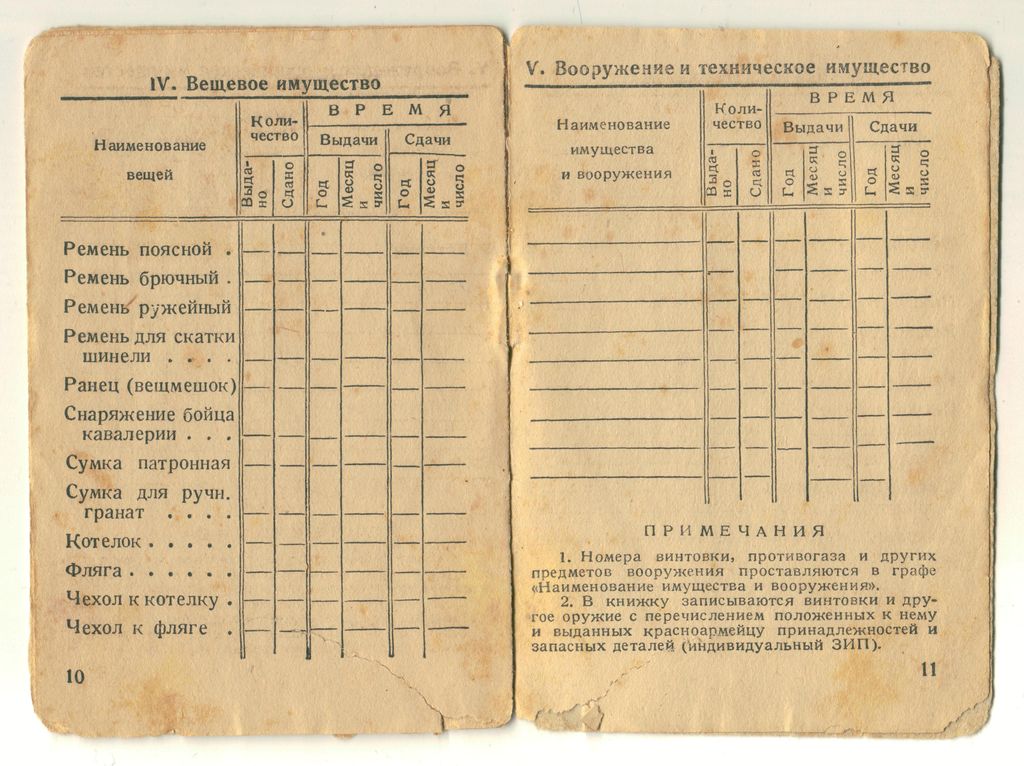 IV. Вещевое имущество
Наименование
вещей
Коли-
чество
ВРЕМЯ
Выдачи
Сдачи
Выда-
но
Сдано
Год
Месяц
и
число
Год
Месяц
и
число
Ремень поясной .
Ремень брючный .
Ремень ружейный
Ремень для скатки
шинели . . . .
Ранец (вещмешок)
Снаряжение бойца
кавалерии . . .
Сумка патронная
Сумка для ручн.
гранат . . . .
Котелок . . . . .
Фляга . . . . . .
Чехол к котелку .
Чехол к фляге .
10
V. Вооружение и техническое имущество
Наименование
имущества
и вооружения
Коли-
чество
ВРЕМЯ
Выдачи
Сдачи
Выда-
но
Сдано
Год
Месяц
и
число
Год
Месяц
и
число
ПРИМЕЧАНИЯ
1. Номера винтовки, противогаза и других
предметов вооружения проставляются в графе
«Наименование имущества и вооружения».
2. В книжку записываются винтовки и дру-
гое оружие с перечислением положенных к нему
и выданных красноармейцу принадлежностей и
запасных деталей (индивидуальный ЗИП).
11